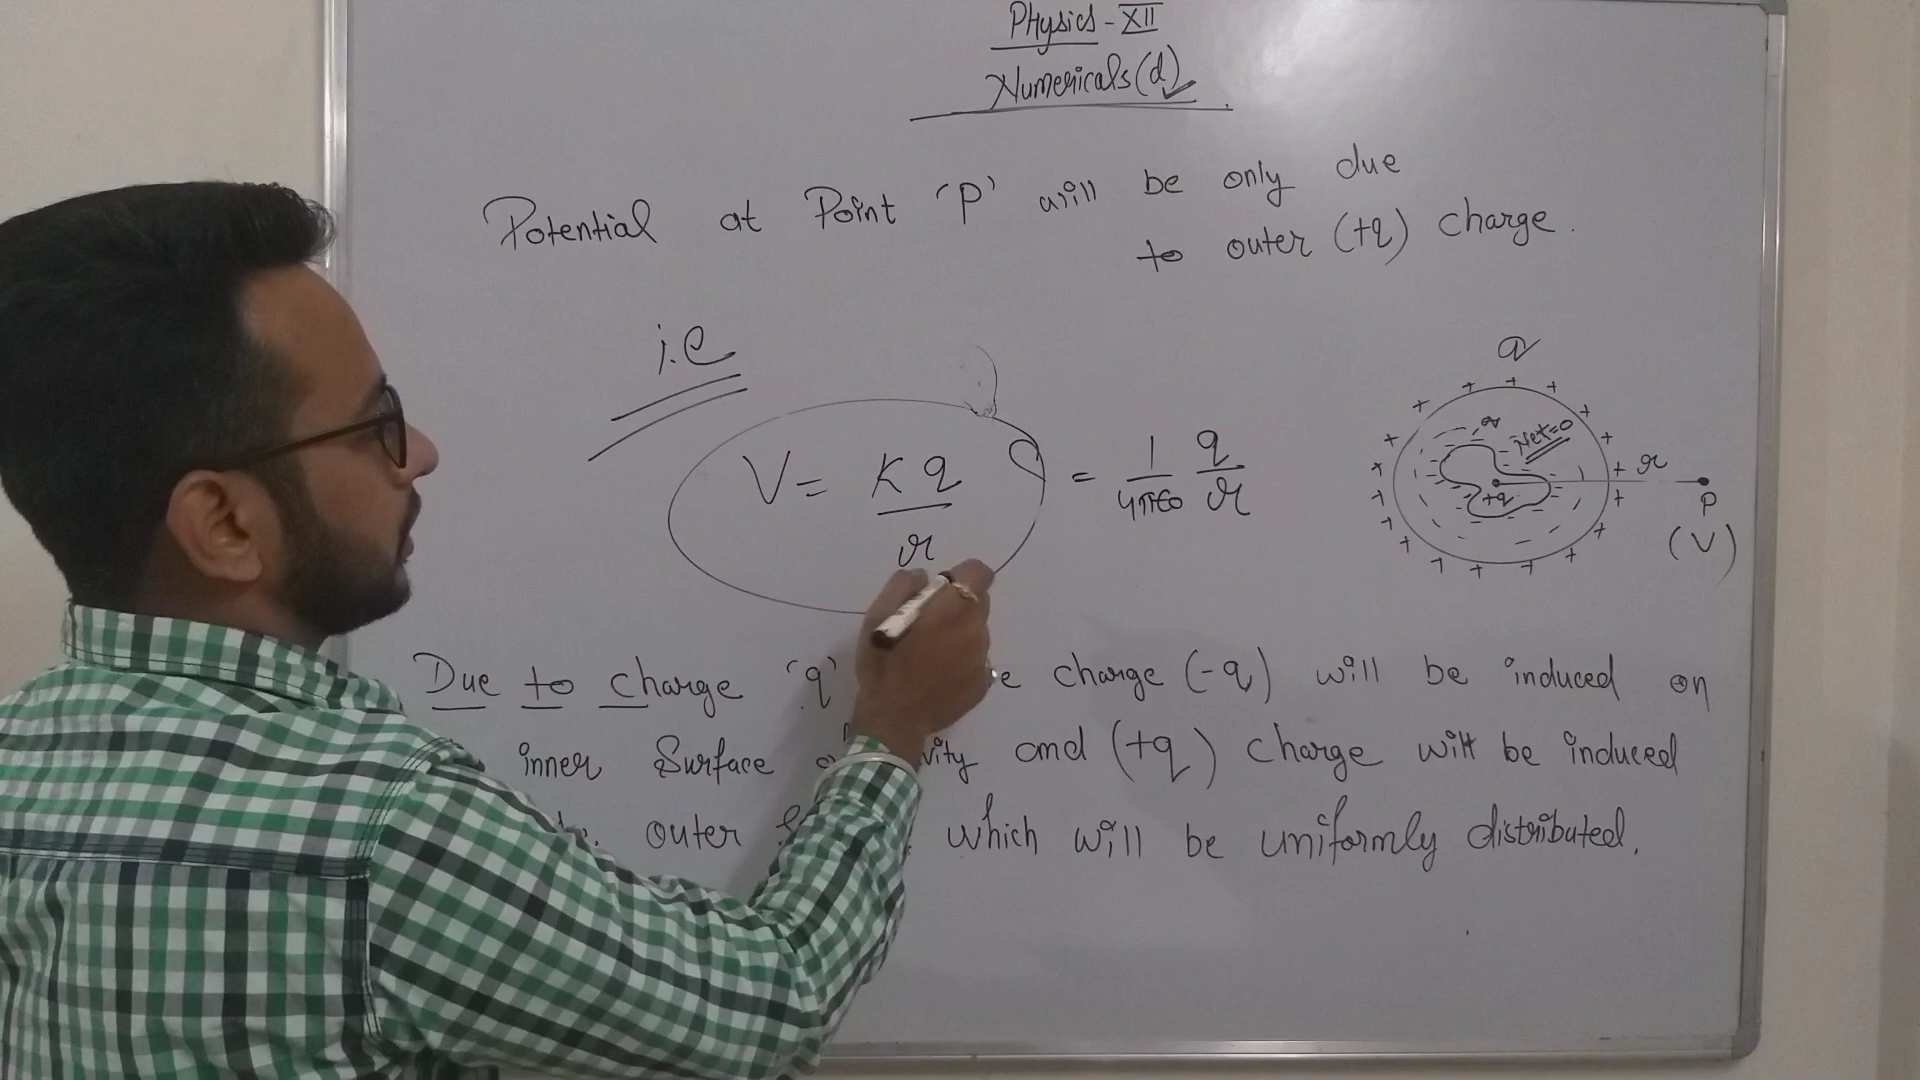 Physics - XII
Numericals (d)
Potential at Point 'P' will be only due
to outer (+q) charge.
i.e
V = Kq/r = 1/4πε0 q/r
q
Net=0
+q
r
P
(V)
Due to charge 'q' charge (-q) will be induced on
inner Surface and (+q) charge will be induced
outer which will be uniformly distributed.